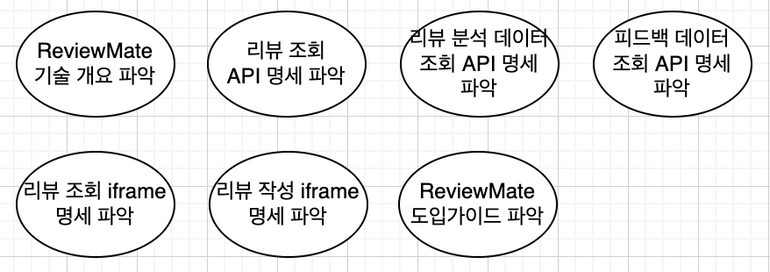 ReviewMate
기술 개요 파악
리뷰 조회
API 명세 파악
리뷰 분석 데이터
조회 API 명세
파악
피드백 데이터
조회 API 명세
파악
리뷰 조회 iframe
명세 파악
리뷰 작성 iframe
명세 파악
ReviewMate
도입가이드 파악